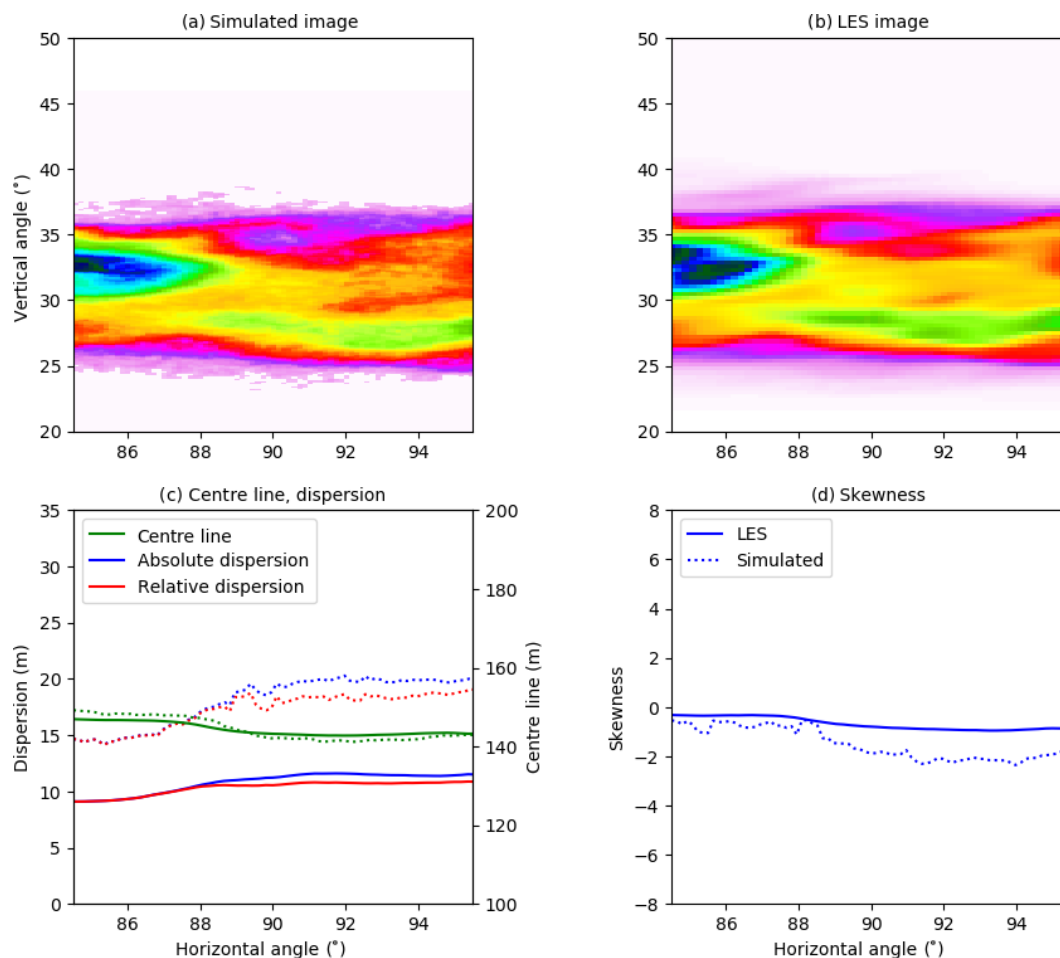 (a) Simulated image
(b) LES image
50
45
40
35
30
25
20
Vertical angle (˚)
86 88 90 92 94
50
45
40
35
30
25
20
86 88 90 92 94
(c) Centre line, dispersion
(d) Skewness
35
30
25
20
15
10
5
0
Dispersion (m)
Centre line
Absolute dispersion
Relative dispersion
200
180
160
140
120
100
Centre line (m)
86 88 90 92 94
Horizontal angle (˚)
8
6
4
2
0
−2
−4
−6
−8
Skewness
LES
Simulated
86 88 90 92 94
Horizontal angle (˚)